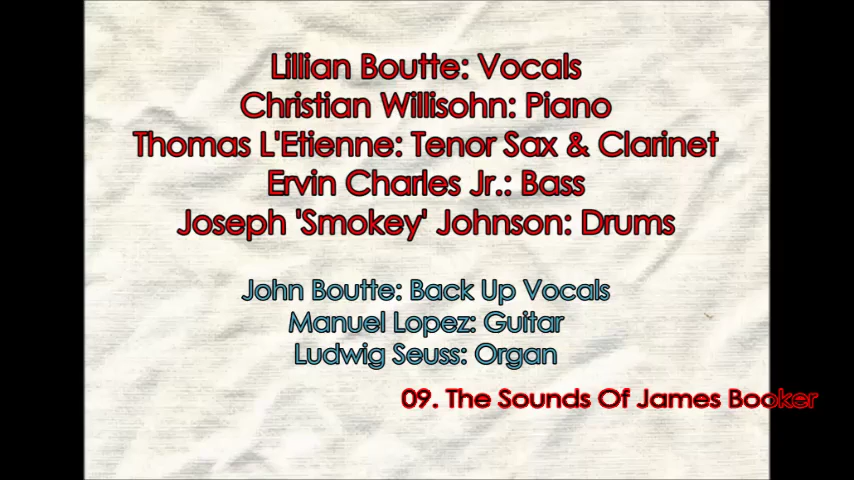 Lillian Boutte: Vocals
Christian Willisohn: Piano
Thomas L'Etienne: Tenor Sax & Clarinet
Ervin Charles Jr.: Bass
Joseph 'Smokey' Johnson: Drums
John Boutte: Back Up Vocals
Manuel Lopez: Guitar
Ludwig Seuss: Organ
09. The Sounds Of James Booker